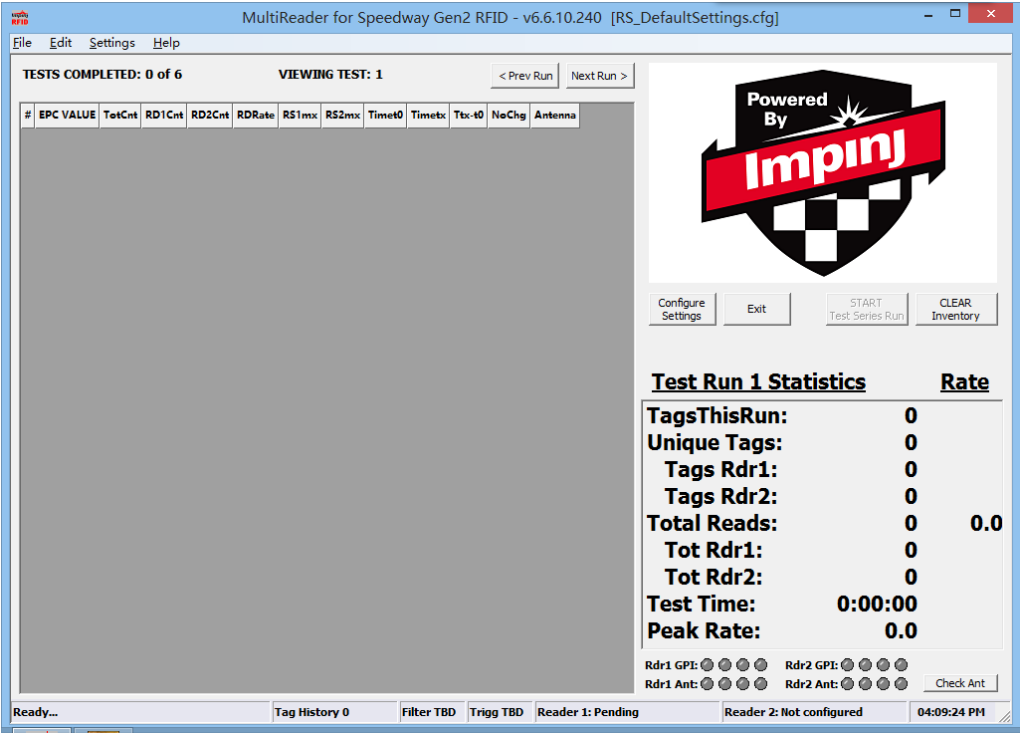 MultiReader for Speedway Gen2 RFID - v6.6.10.240 [RS_DefaultSettings.cfg]
File Edit Settings Help
TESTS COMPLETED: 0 of 6 VIEWING TEST: 1 < Prev Run Next Run >
# EPC VALUE TotCnt RD1Cnt RD2Cnt RDRate RS1mx RS2mx Timet0 Timetx Ttx-t0 NoChg Antenna
Powered
By
Impinj
Configure
Settings
Exit
START
Test Series Run
CLEAR
Inventory
Test Run 1 Statistics Rate
TagsThisRun: 0
Unique Tags: 0
Tags Rdr1: 0
Tags Rdr2: 0
Total Reads: 0 0.0
Tot Rdr1: 0
Tot Rdr2: 0
Test Time: 0:00:00
Peak Rate: 0.0
Rdr1 GPI: Rdr2 GPI:
Rdr1 Ant: Rdr2 Ant: Check Ant
Ready... Tag History 0 Filter TBD Trigg TBD Reader 1: Pending Reader 2: Not configured 04:09:24 PM